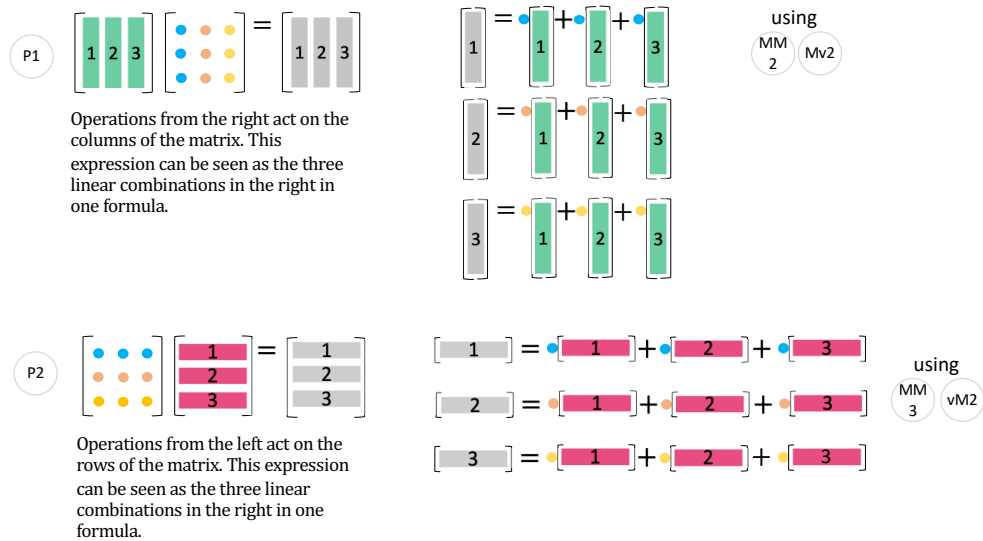 P1
1 2 3 = 1 2 3
Operations from the right act on the
columns of the matrix. This
expression can be seen as the three
linear combinations in the right in
one formula.
1 = 1 + 2 + 3
2 = 1 + 2 + 3
3 = 1 + 2 + 3
using
MM
2
Mv2
P2
1 = 1
2 2
3 3
Operations from the left act on the
rows of the matrix. This expression
can be seen as the three linear
combinations in the right in one
formula.
1 = 1 + 2 + 3
2 = 1 + 2 + 3
3 = 1 + 2 + 3
using
MM
3
vM2